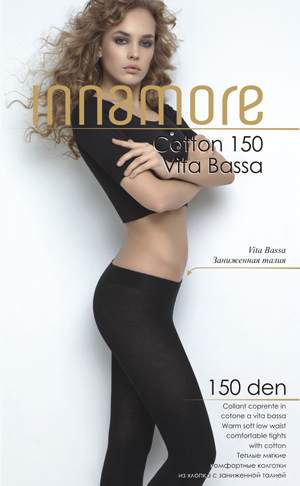 innamore
Cotton 150
Vita Bassa
Vita Bassa
Заниженная талия
150 den
Collant coprente in
cotone a vita bassa
Warm soft low waist
comfortable tights
with cotton
Теплые мягкие
комфортные колготки
из хлопка с заниженной талией